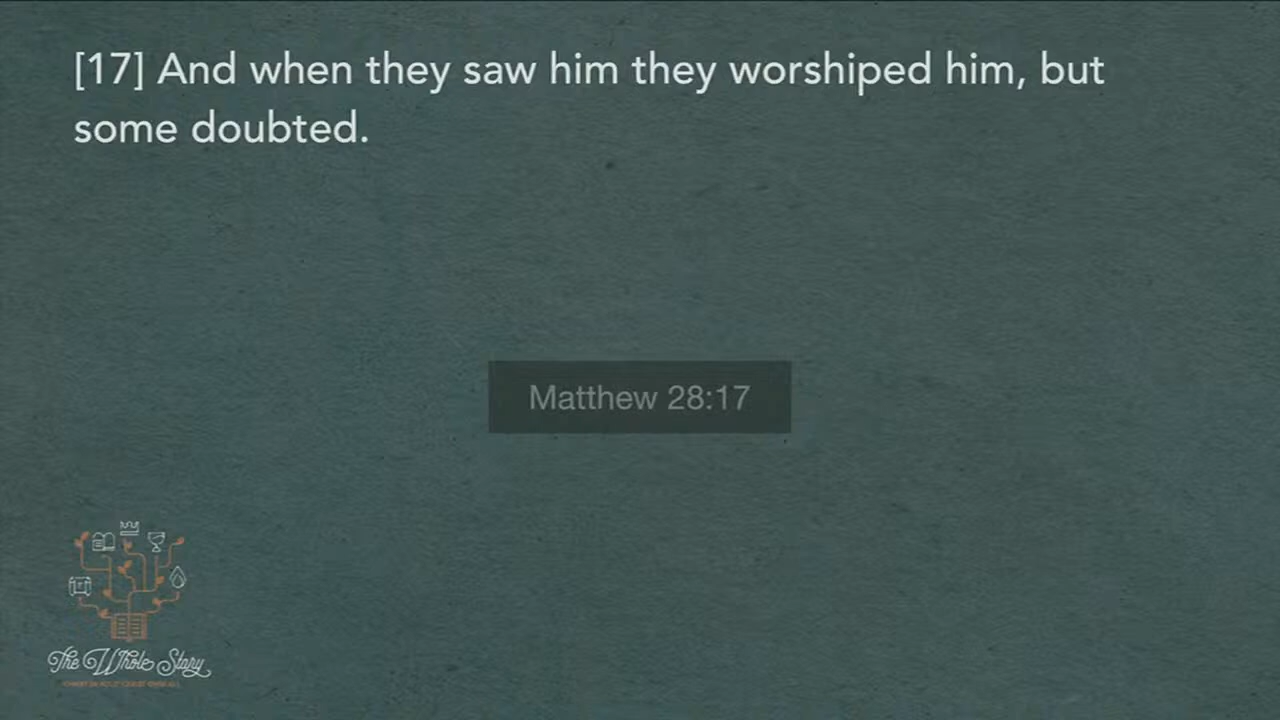 [17] And when they saw him they worshiped him, but
some doubted.
Matthew 28:17
The Whole Story